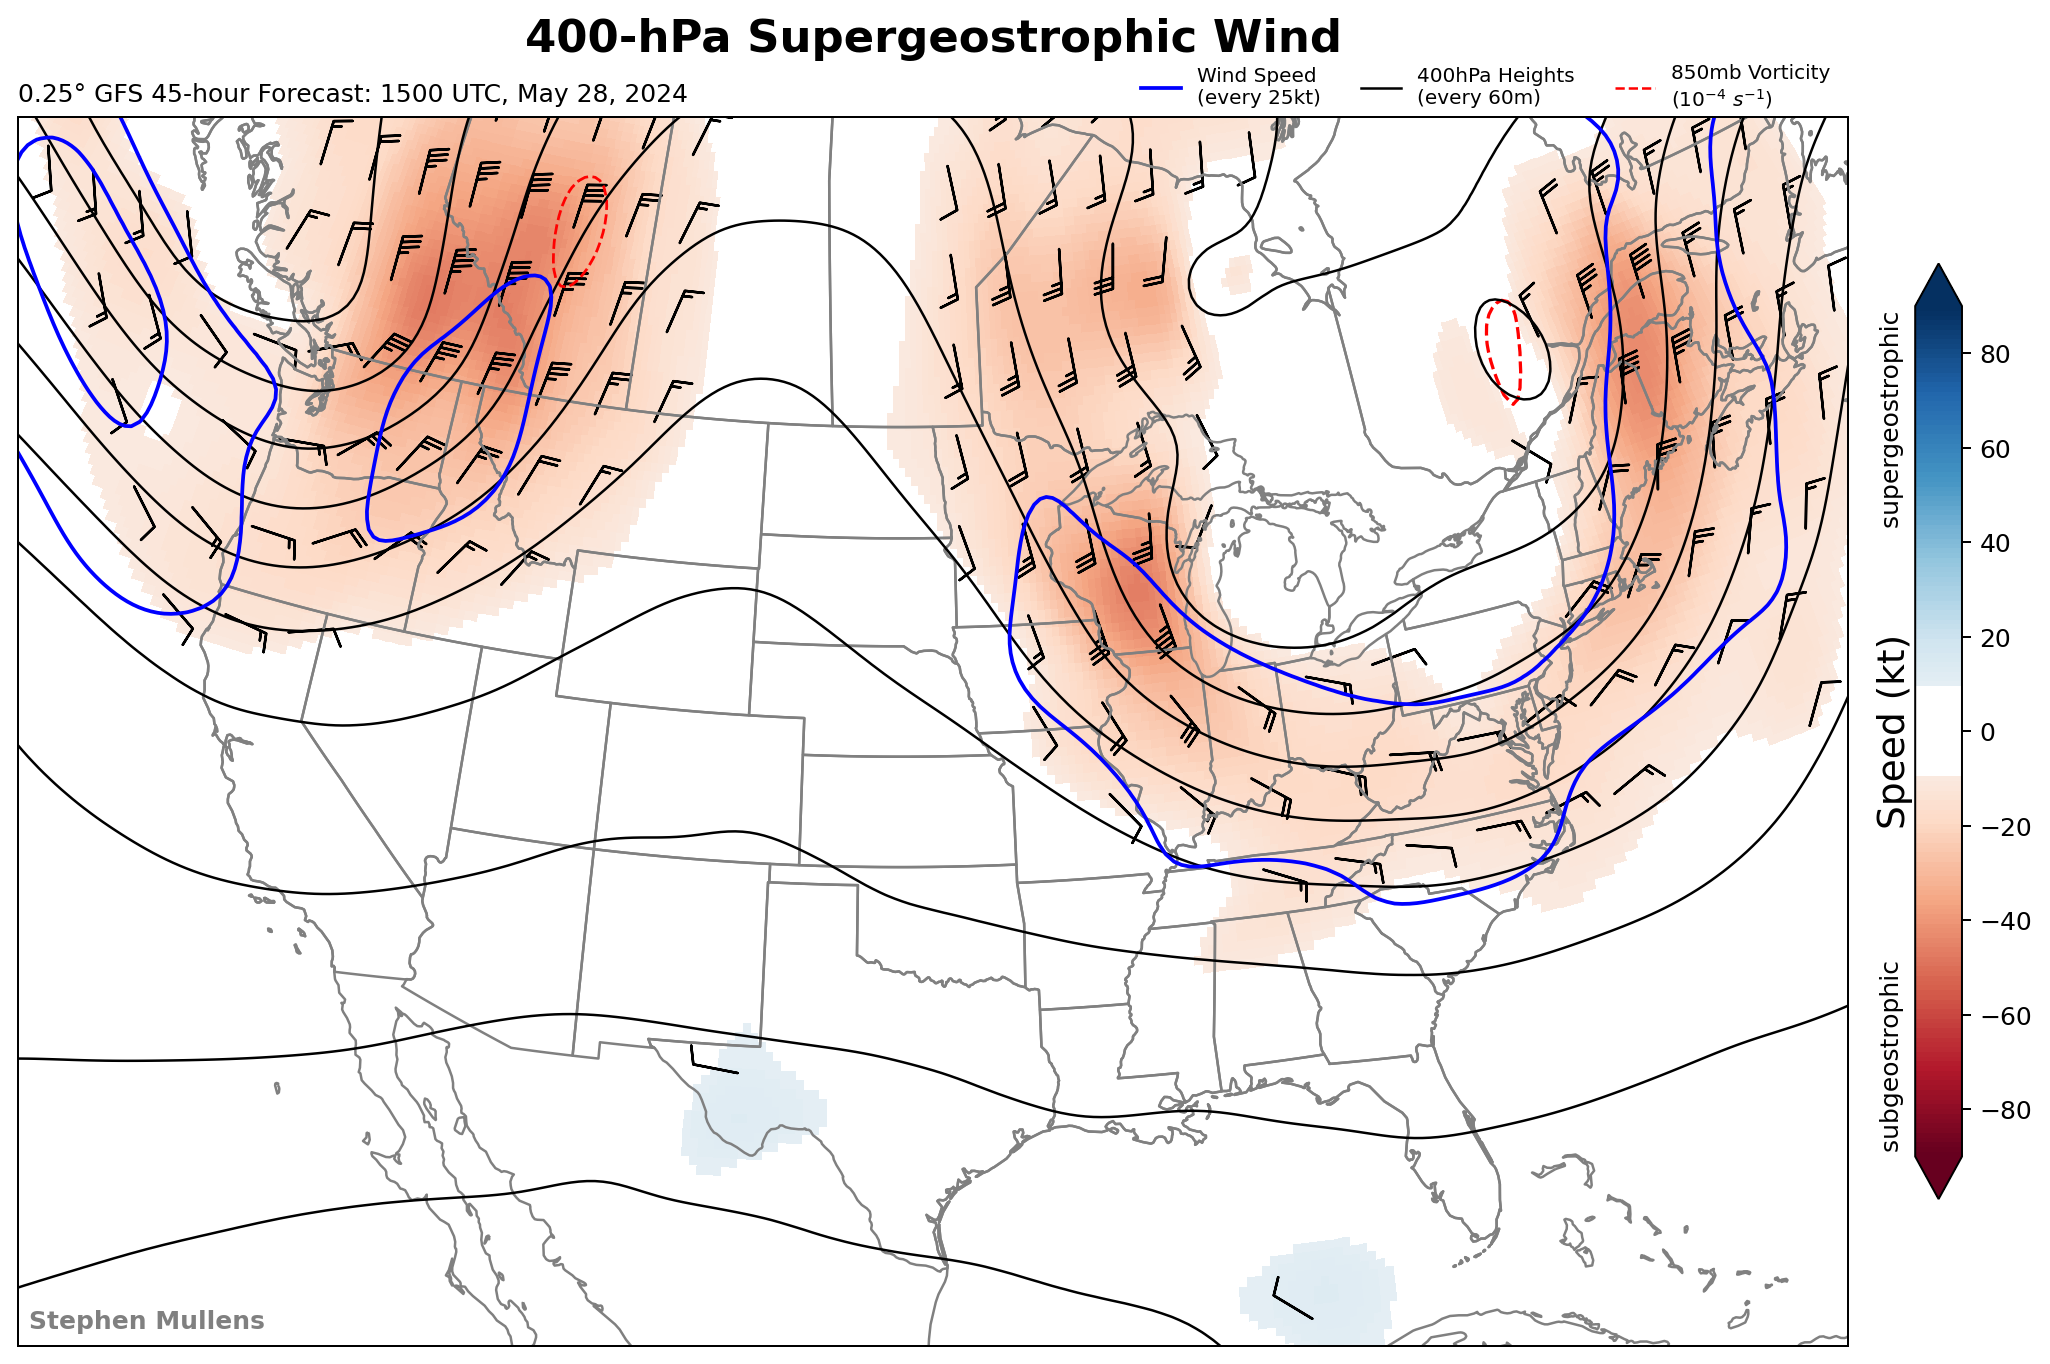 400-hPa Supergeostrophic Wind
0.25° GFS 45-hour Forecast: 1500 UTC, May 28, 2024
Wind Speed
(every 25kt)
400hPa Heights
(every 60m)
850mb Vorticity
(10⁻⁴ s⁻¹)
supergeostrophic
Speed (kt)
subgeostrophic
80
60
40
20
0
−20
−40
−60
−80
Stephen Mullens